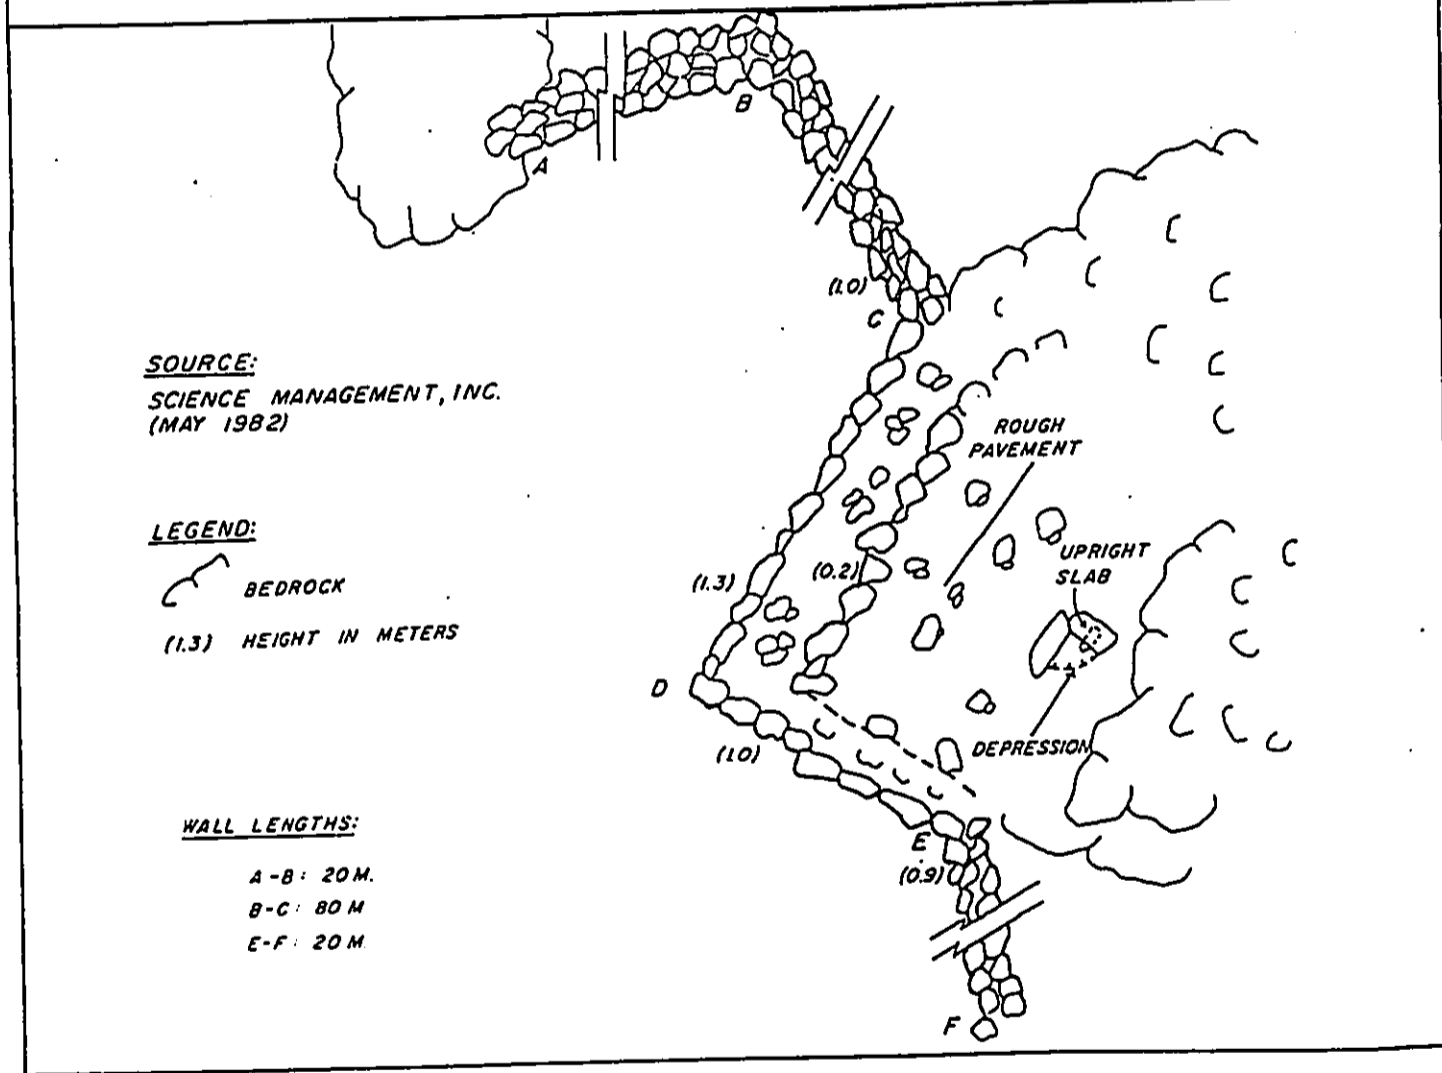 B
A
(1.0)
C
SOURCE:
SCIENCE MANAGEMENT, INC.
(MAY 1982)
ROUGH
PAVEMENT
LEGEND:
BEDROCK
(1.3) HEIGHT IN METERS
UPRIGHT
SLAB
(1.3)
(0.2)
D
(1.0)
DEPRESSION
WALL LENGTHS:
A-B: 20 M.
B-C: 80 M
E-F: 20 M.
E
(0.9)
F